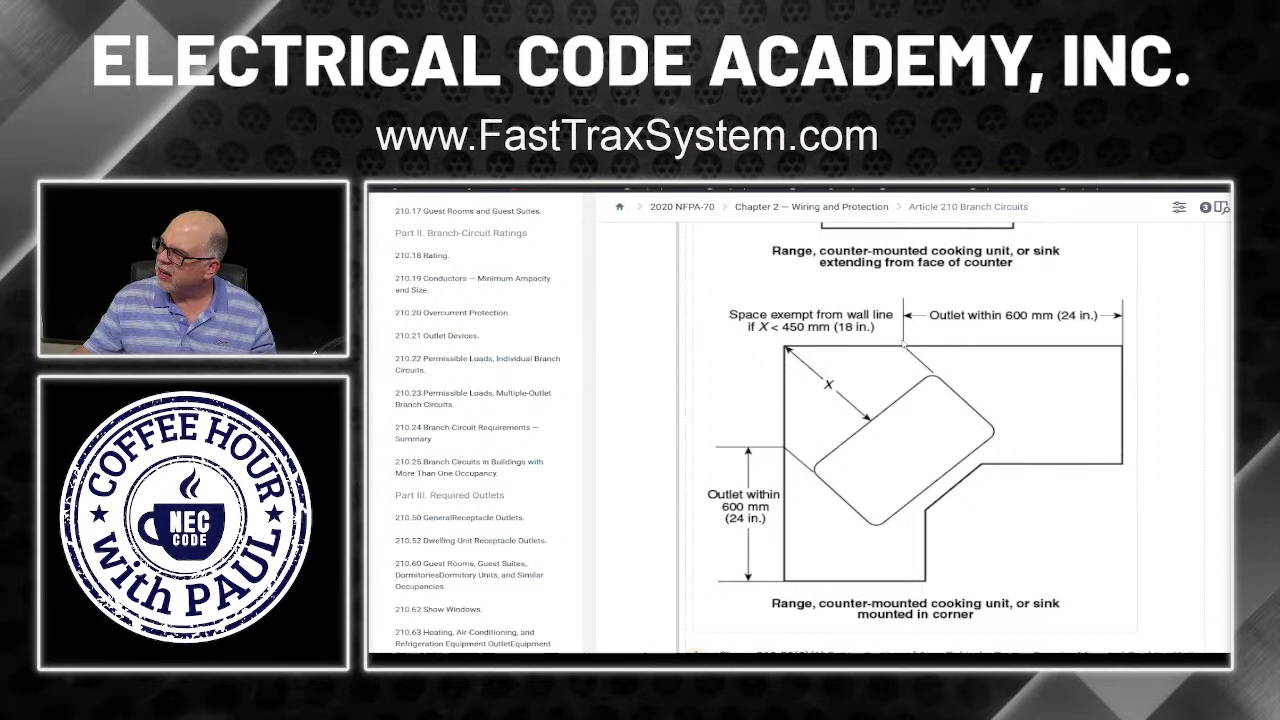 ELECTRICAL CODE ACADEMY, INC.
www.FastTraxSystem.com
COFFEE HOUR
NEC
CODE
with PAUL
210.17 Guest Rooms and Guest Suites.
Part II. Branch-Circuit Ratings
210.18 Rating.
210.19 Conductors — Minimum Ampacity
and Size.
210.20 Overcurrent Protection.
210.21 Outlet Devices.
210.22 Permissible Loads, Individual Branch
Circuits.
210.23 Permissible Loads, Multiple-Outlet
Branch Circuits.
210.24 Branch-Circuit Requirements —
Summary.
210.25 Branch Circuits in Buildings with
More Than One Occupancy.
Part III. Required Outlets
210.50 GeneralReceptacle Outlets.
210.52 Dwelling Unit Receptacle Outlets.
210.60 Guest Rooms, Guest Suites,
DormitoriesDormitory Units, and Similar
Occupancies.
210.62 Show Windows.
210.63 Heating, Air-Conditioning, and
Refrigeration Equipment OutletEquipment
2020 NFPA-70 > Chapter 2 — Wiring and Protection > Article 210 Branch Circuits
3
Range, counter-mounted cooking unit, or sink
extending from face of counter
Space exempt from wall line
if X < 450 mm (18 in.)
Outlet within 600 mm (24 in.)
X
Outlet within
600 mm
(24 in.)
Range, counter-mounted cooking unit, or sink
mounted in corner